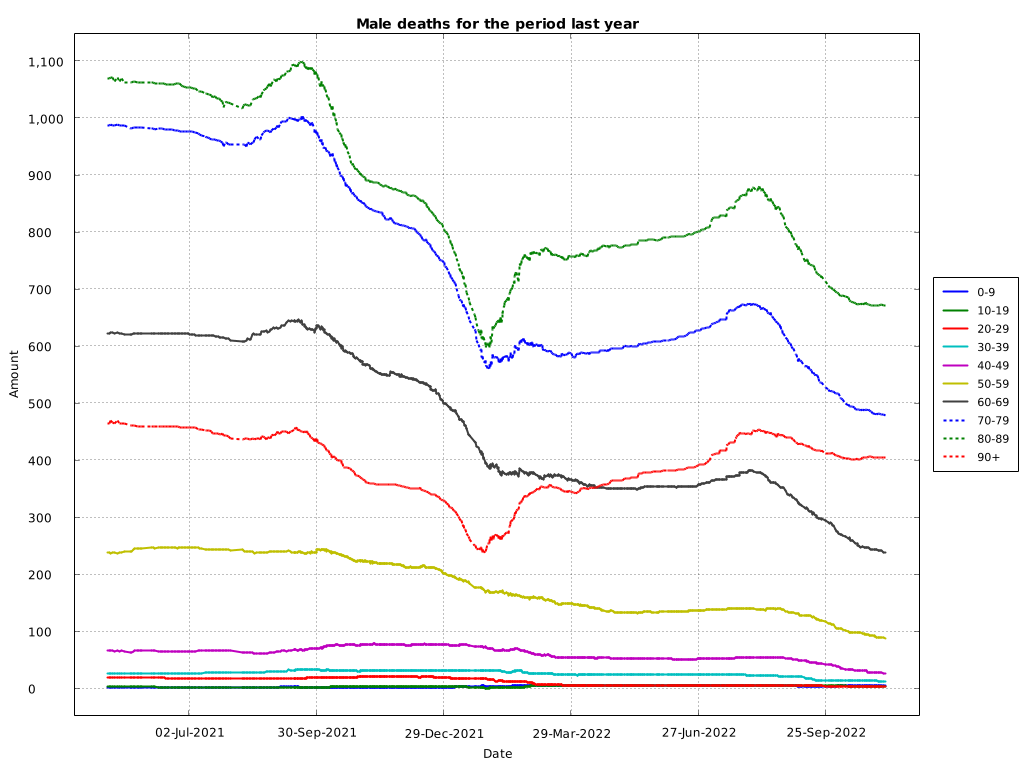 Male deaths for the period last year
1,100
1,000
900
800
700
600
500
400
300
200
100
0
Amount
02-Jul-2021
30-Sep-2021
29-Dec-2021
29-Mar-2022
27-Jun-2022
25-Sep-2022
Date
0-9
10-19
20-29
30-39
40-49
50-59
60-69
70-79
80-89
90+